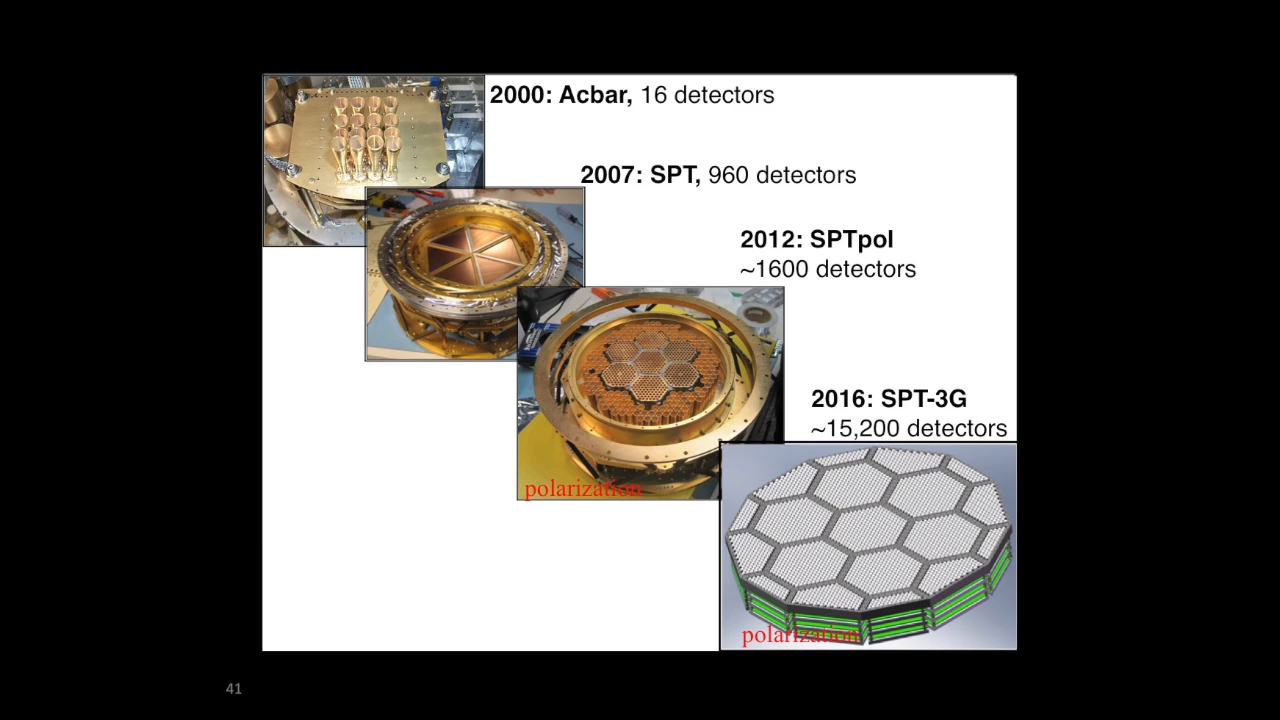 2000: Acbar, 16 detectors
2007: SPT, 960 detectors
2012: SPTpol
~1600 detectors
2016: SPT-3G
~15,200 detectors
polarization
polarization
41